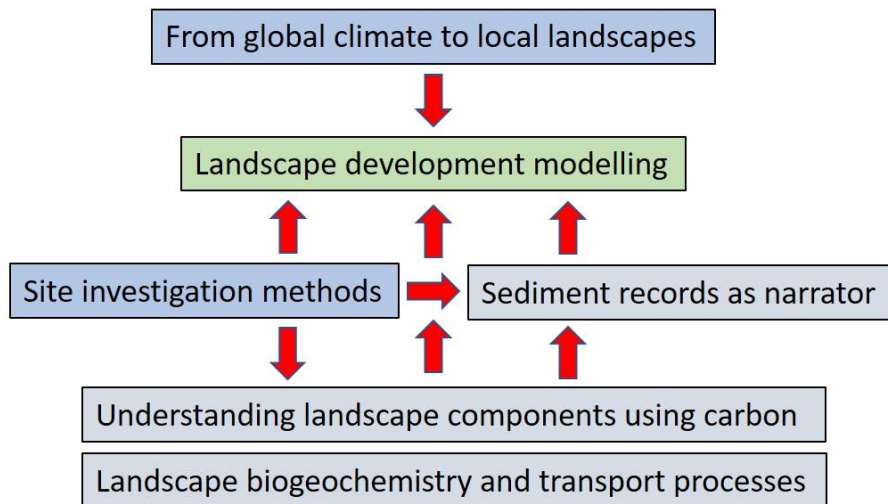 From global climate to local landscapes
Landscape development modelling
Site investigation methods
Sediment records as narrator
Understanding landscape components using carbon
Landscape biogeochemistry and transport processes